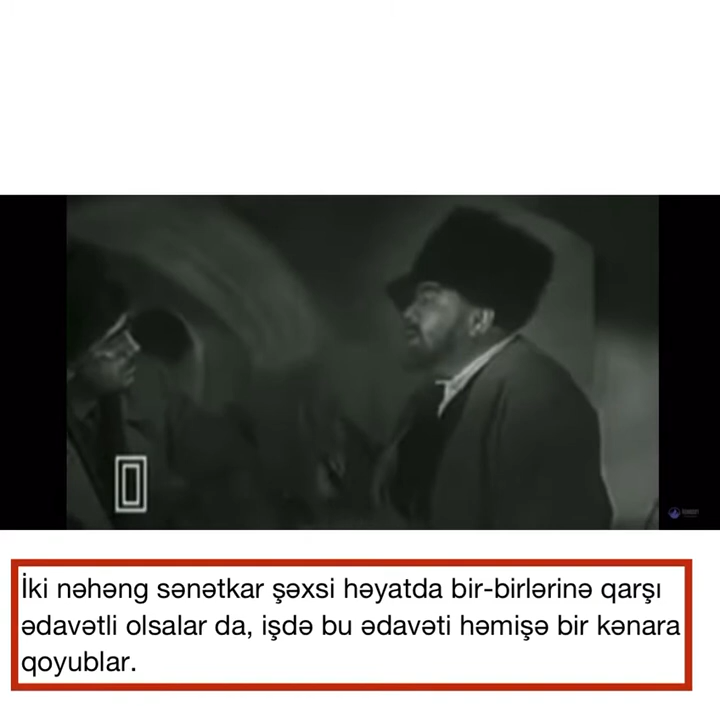 İki nəhəng sənətkar şəxsi həyatda bir-birlərinə qarşı
ədavətli olsalar da, işdə bu ədavəti həmişə bir kənara
qoyublar.